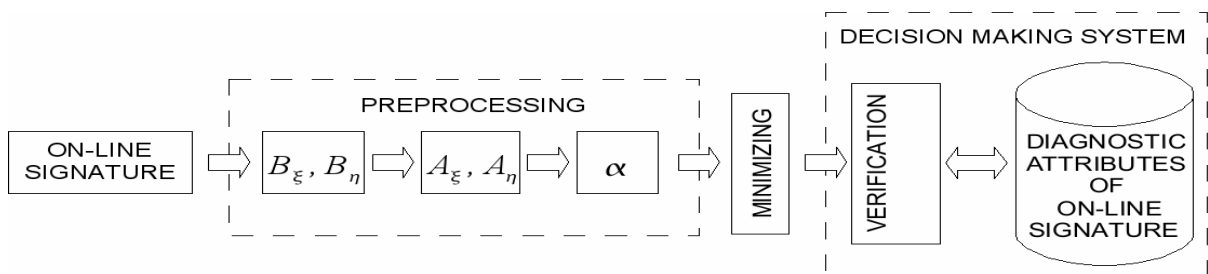 DECISION MAKING SYSTEM
PREPROCESSING
ON-LINE
SIGNATURE
B_ξ, B_η
A_ξ, A_η
α
MINIMIZING
VERIFICATION
DIAGNOSTIC
ATTRIBUTES
OF
ON-LINE
SIGNATURE